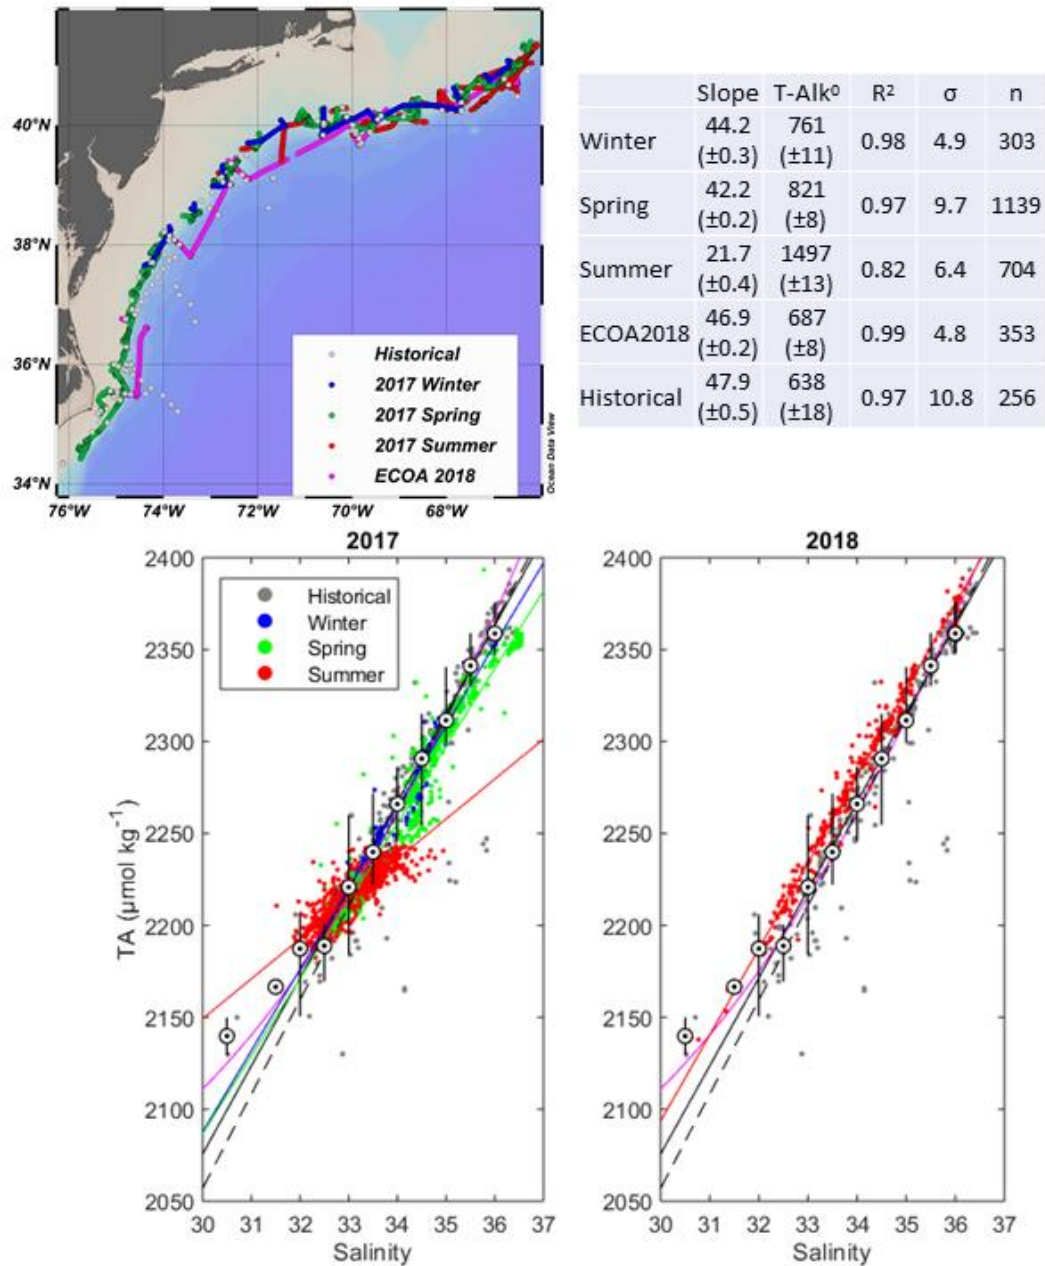 40°N
38°N
36°N
34°N
76°W 74°W 72°W 70°W 68°W
Historical
2017 Winter
2017 Spring
2017 Summer
ECOA 2018
Ocean Data View
Slope T-Alk⁰ R² σ n
Winter 44.2 (±0.3) 761 (±11) 0.98 4.9 303
Spring 42.2 (±0.2) 821 (±8) 0.97 9.7 1139
Summer 21.7 (±0.4) 1497 (±13) 0.82 6.4 704
ECOA2018 46.9 (±0.2) 687 (±8) 0.99 4.8 353
Historical 47.9 (±0.5) 638 (±18) 0.97 10.8 256
2017
Historical
Winter
Spring
Summer
TA (μmol kg⁻¹)
2400
2350
2300
2250
2200
2150
2100
2050
30 31 32 33 34 35 36 37
Salinity
2018
2400
2350
2300
2250
2200
2150
2100
2050
30 31 32 33 34 35 36 37
Salinity